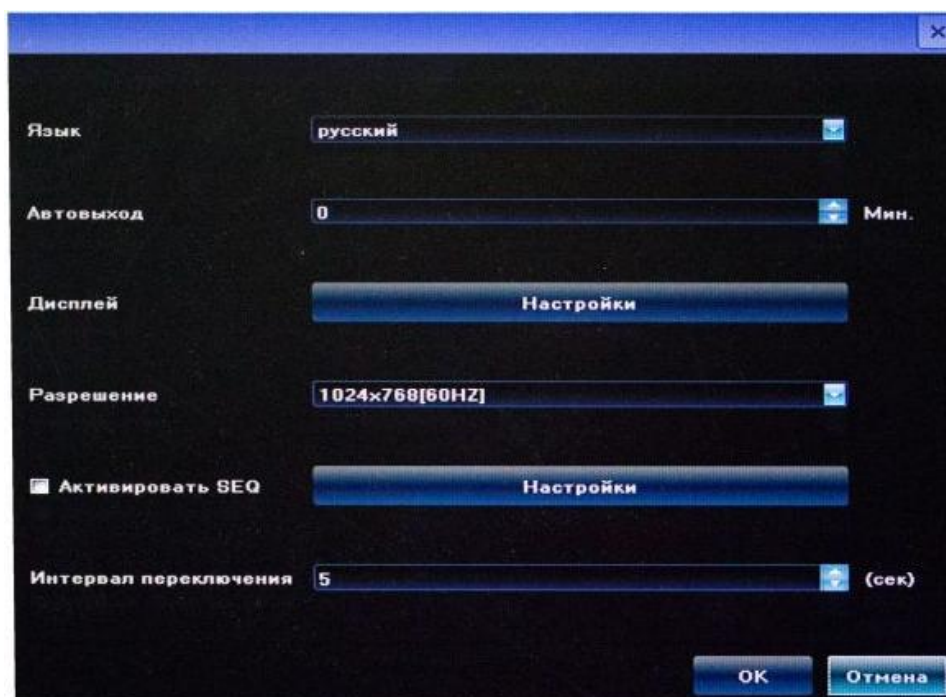 Язык русский
Автовыход 0 Мин.
Дисплей Настройки
Разрешение 1024x768[60HZ]
Активировать SEQ Настройки
Интервал переключения 5 (сек)
OK Отмена